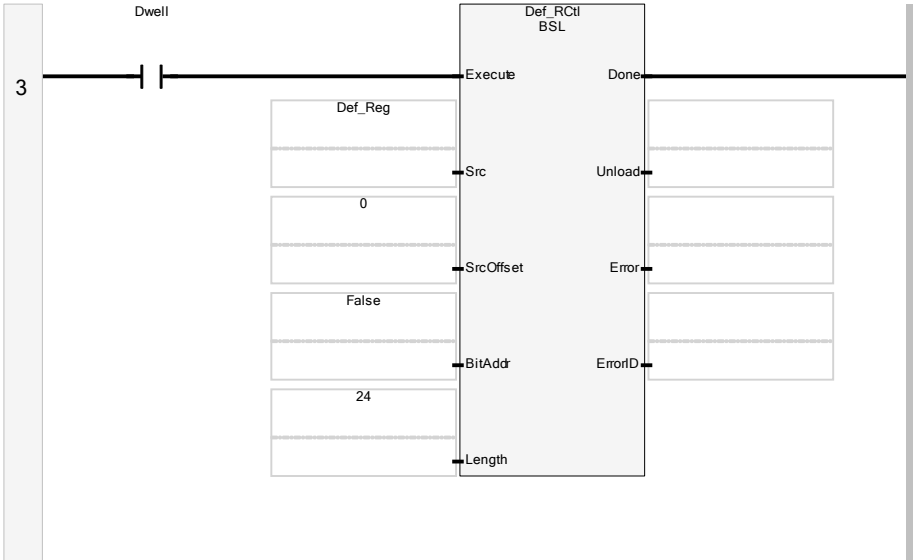 Dwell
Def_RCtl
BSL
3
Execute
Done
Def_Reg
Src
Unload
0
SrcOffset
Error
False
BitAddr
ErrorID
24
Length